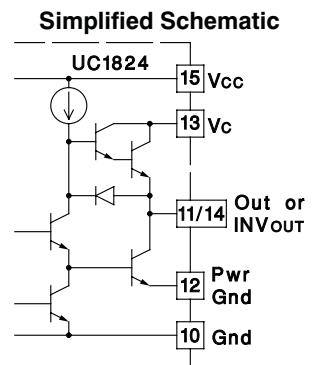 Simplified Schematic
UC1824
15 VCC
13 VC
11/14 Out or
INVOUT
12 Pwr
Gnd
10 Gnd